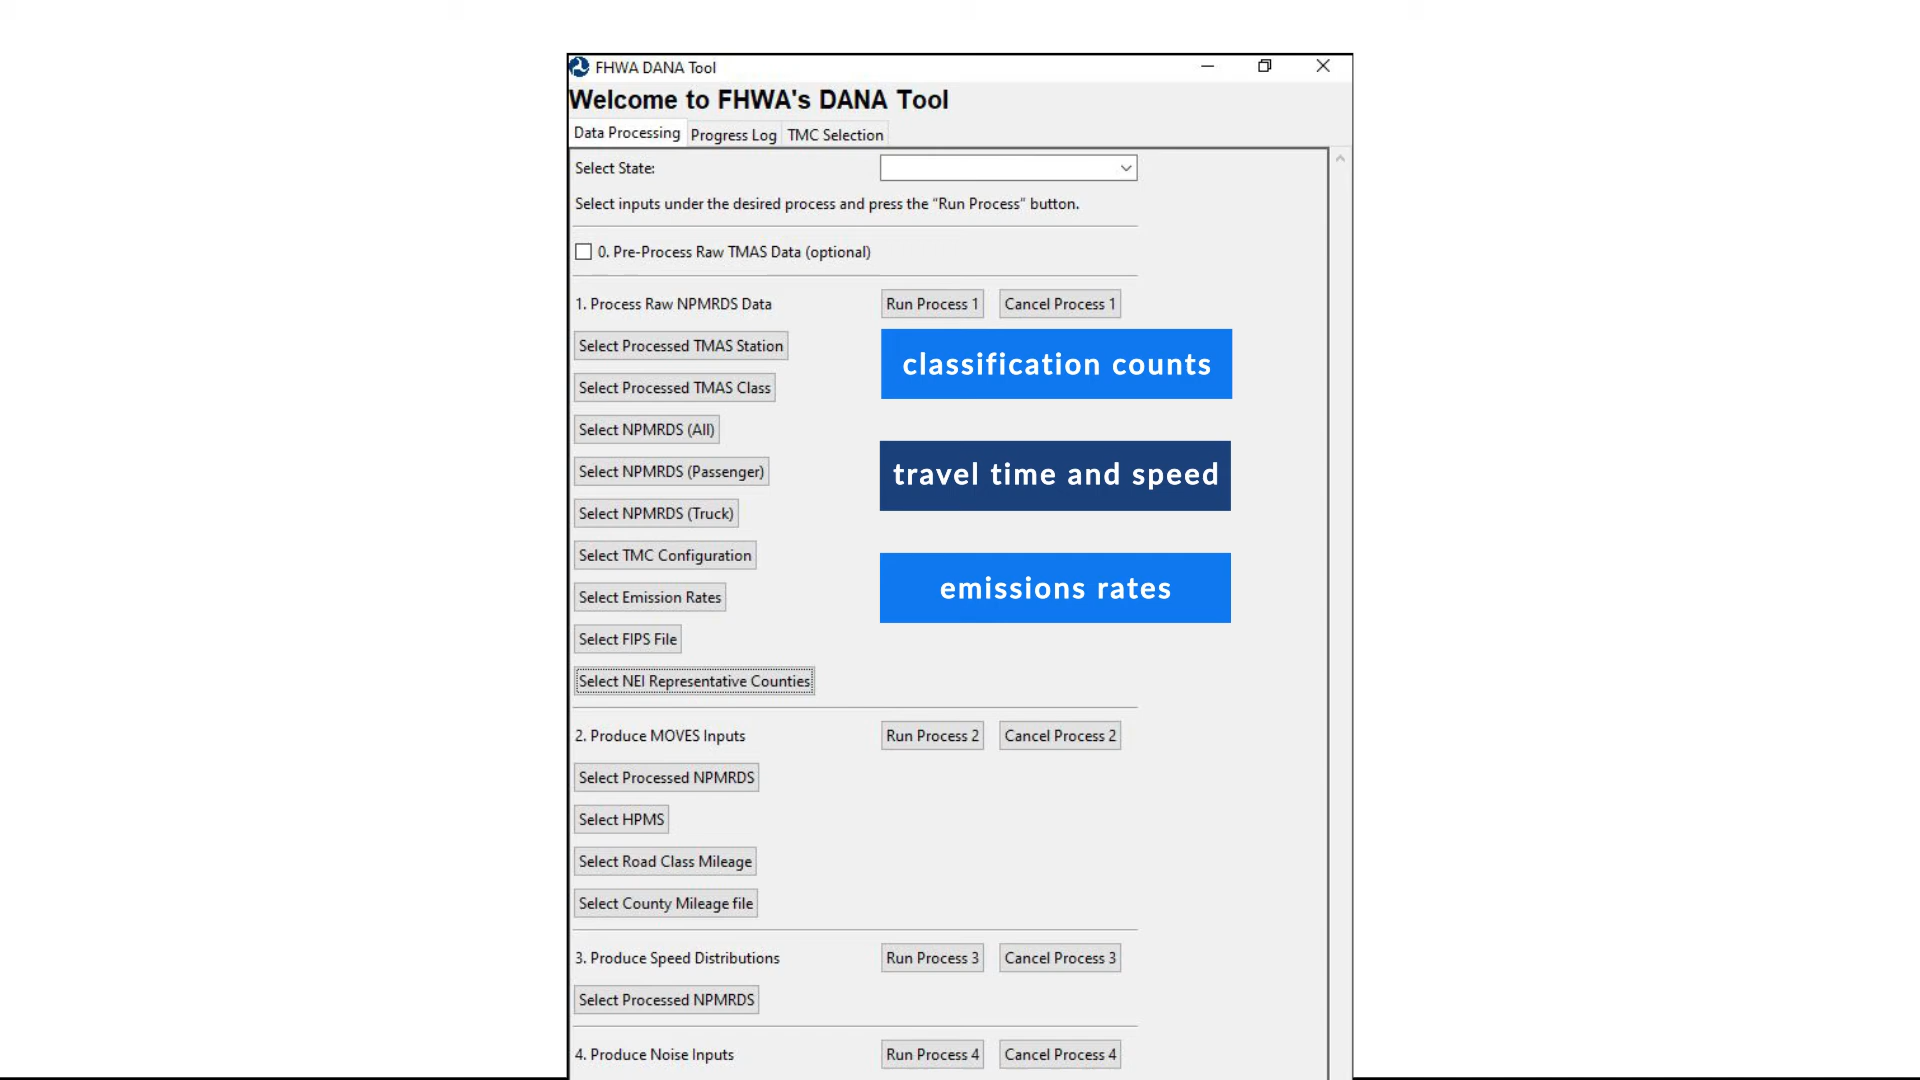 FHWA DANA Tool
Welcome to FHWA's DANA Tool
Data Processing Progress Log TMC Selection
Select State:
Select inputs under the desired process and press the “Run Process” button.
0. Pre-Process Raw TMAS Data (optional)
1. Process Raw NPMRDS Data Run Process 1 Cancel Process 1
Select Processed TMAS Station
classification counts
Select Processed TMAS Class
Select NPMRDS (All)
Select NPMRDS (Passenger)
travel time and speed
Select NPMRDS (Truck)
Select TMC Configuration
emissions rates
Select Emission Rates
Select FIPS File
Select NEI Representative Counties
2. Produce MOVES Inputs Run Process 2 Cancel Process 2
Select Processed NPMRDS
Select HPMS
Select Road Class Mileage
Select County Mileage file
3. Produce Speed Distributions Run Process 3 Cancel Process 3
Select Processed NPMRDS
4. Produce Noise Inputs Run Process 4 Cancel Process 4